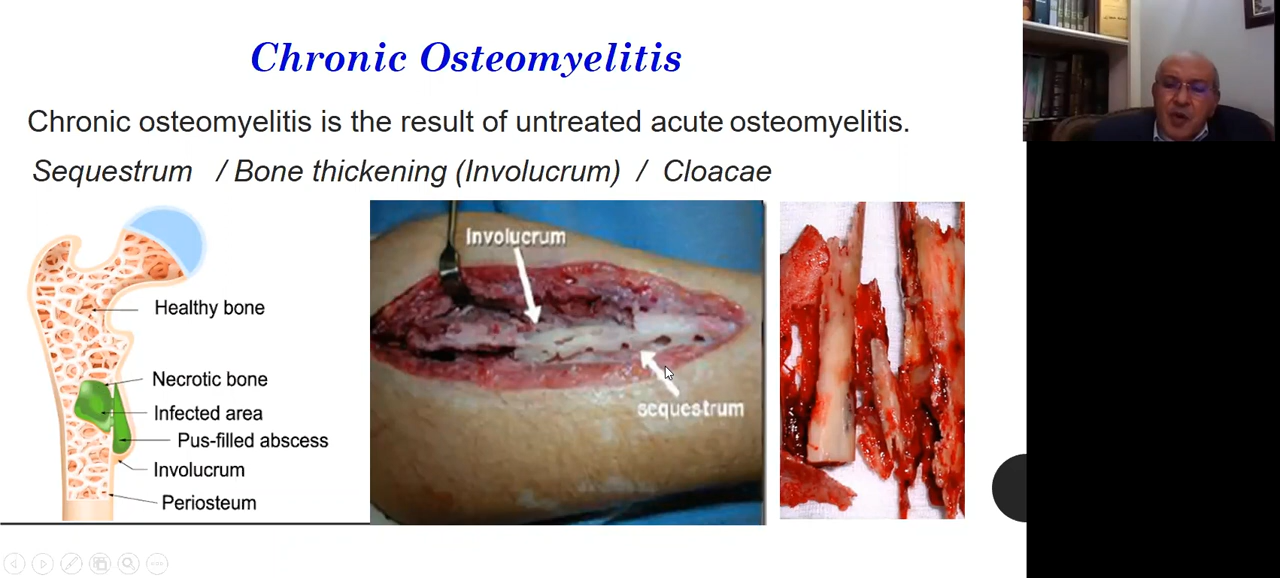 Chronic Osteomyelitis
Chronic osteomyelitis is the result of untreated acute osteomyelitis.
Sequestrum / Bone thickening (Involucrum) / Cloacae
Healthy bone
Necrotic bone
Infected area
Pus-filled abscess
Involucrum
Periosteum
Involucrum
sequestrum